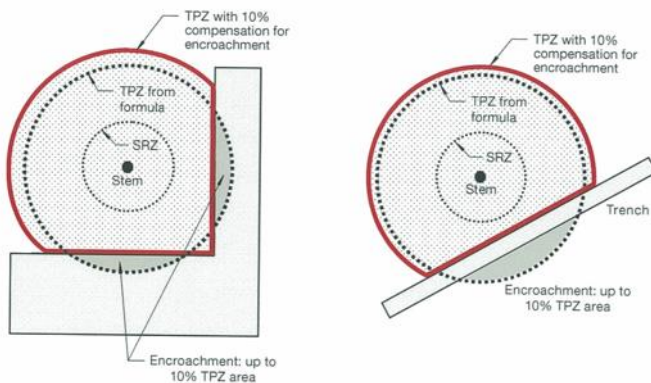 TPZ with 10%
compensation for
encroachment
TPZ from
formula
SRZ
Stem
Encroachment: up to
10% TPZ area
TPZ with 10%
compensation for
encroachment
TPZ from
formula
SRZ
Stem
Trench
Encroachment: up to
10% TPZ area